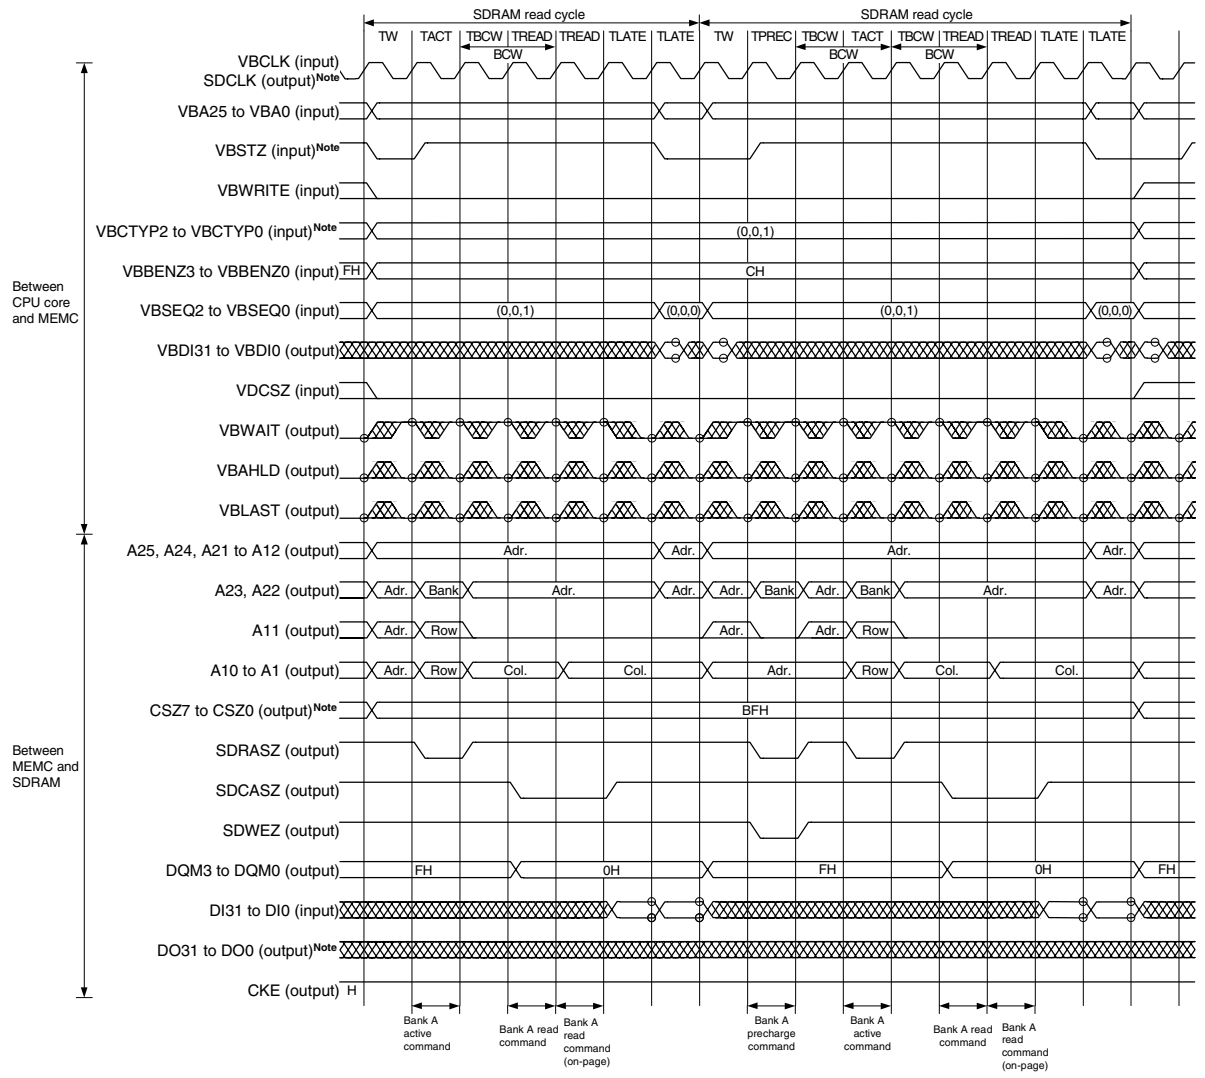 SDRAM read cycle SDRAM read cycle
TW TACT TBCW TREAD TREAD TLATE TLATE TW TPREC TBCW TACT TBCW TREAD TREAD TLATE TLATE
BCW BCW BCW
VBCLK (input)
SDCLK (output)Note
VBA25 to VBA0 (input)
VBSTZ (input)Note
VBWRITE (input)
VBCTYP2 to VBCTYP0 (input)Note (0,0,1)
VBBENZ3 to VBBENZ0 (input) FH CH
Between
CPU core
and MEMC
VBSEQ2 to VBSEQ0 (input) (0,0,1) (0,0,0) (0,0,1) (0,0,0)
VBDI31 to VBDI0 (output)
VDCSZ (input)
VBWAIT (output)
VBAHLD (output)
VBLAST (output)
A25, A24, A21 to A12 (output) Adr. Adr. Adr. Adr.
A23, A22 (output) Adr. Bank Adr. Adr. Adr. Bank Adr. Bank Adr. Adr.
A11 (output) Adr. Row Adr. Adr. Row
A10 to A1 (output) Adr. Row Col. Col. Adr. Row Col. Col.
CSZ7 to CSZ0 (output)Note BFH
Between
MEMC and
SDRAM
SDRASZ (output)
SDCASZ (output)
SDWEZ (output)
DQM3 to DQM0 (output) FH 0H FH 0H FH
DI31 to DI0 (input)
DO31 to DO0 (output)Note
CKE (output) H
Bank A
active
command
Bank A read
command
Bank A
read
command
(on-page)
Bank A
precharge
command
Bank A
active
command
Bank A read
command
Bank A
read
command
(on-page)